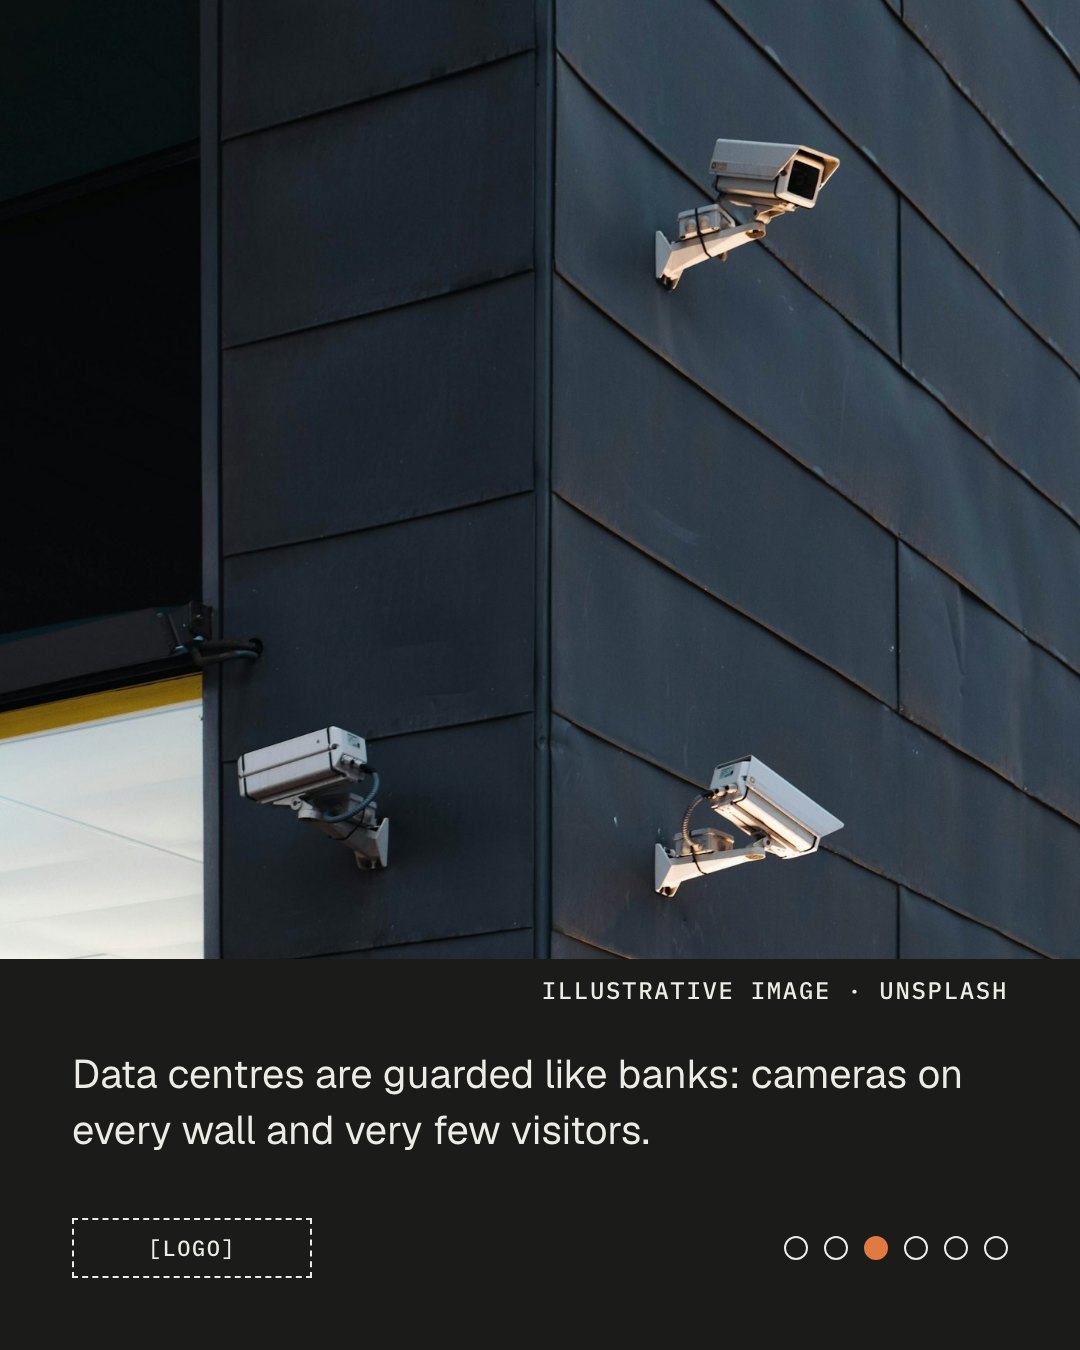 ILLUSTRATIVE IMAGE · UNSPLASH
Data centres are guarded like banks: cameras on
every wall and very few visitors.
[LOGO]